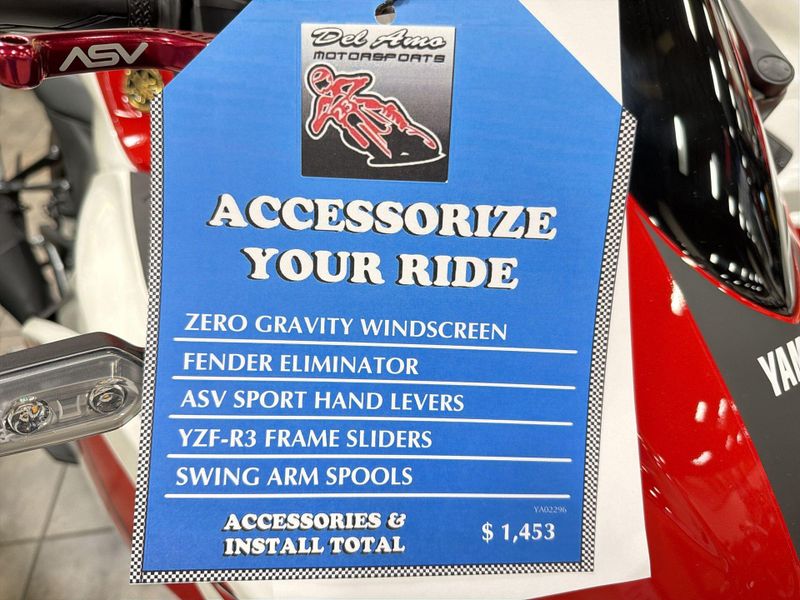 ASV
Del Amo
MOTORSPORTS
ACCESSORIZE
YOUR RIDE
ZERO GRAVITY WINDSCREEN
FENDER ELIMINATOR
ASV SPORT HAND LEVERS
YZF-R3 FRAME SLIDERS
SWING ARM SPOOLS
YA02296
ACCESSORIES &
INSTALL TOTAL
$ 1,453